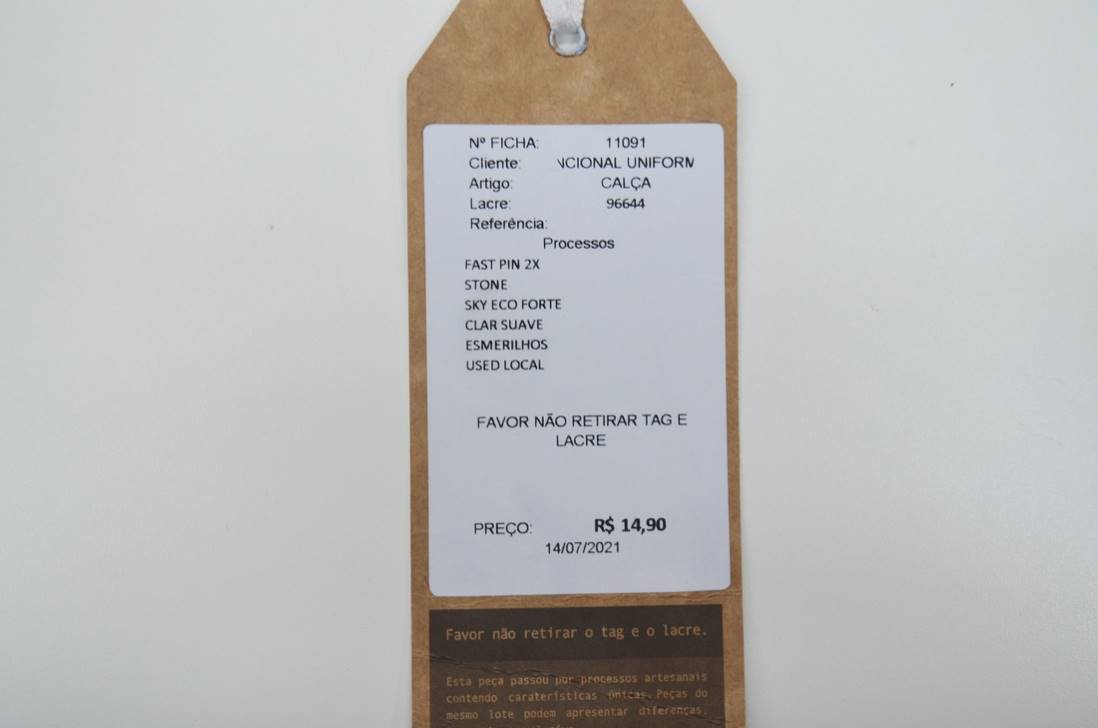 Nº FICHA: 11091
Cliente: NCIONAL UNIFORM
Artigo: CALÇA
Lacre: 96644
Referência:
Processos
FAST PIN 2X
STONE
SKY ECO FORTE
CLAR SUAVE
ESMERILHOS
USED LOCAL
FAVOR NÃO RETIRAR TAG E
LACRE
PREÇO: R$ 14,90
14/07/2021
Favor não retirar o tag e o lacre.
Esta peça passou por processos artesanais
contendo caraterísticas únicas. Peças do
mesmo lote podem apresentar diferenças.